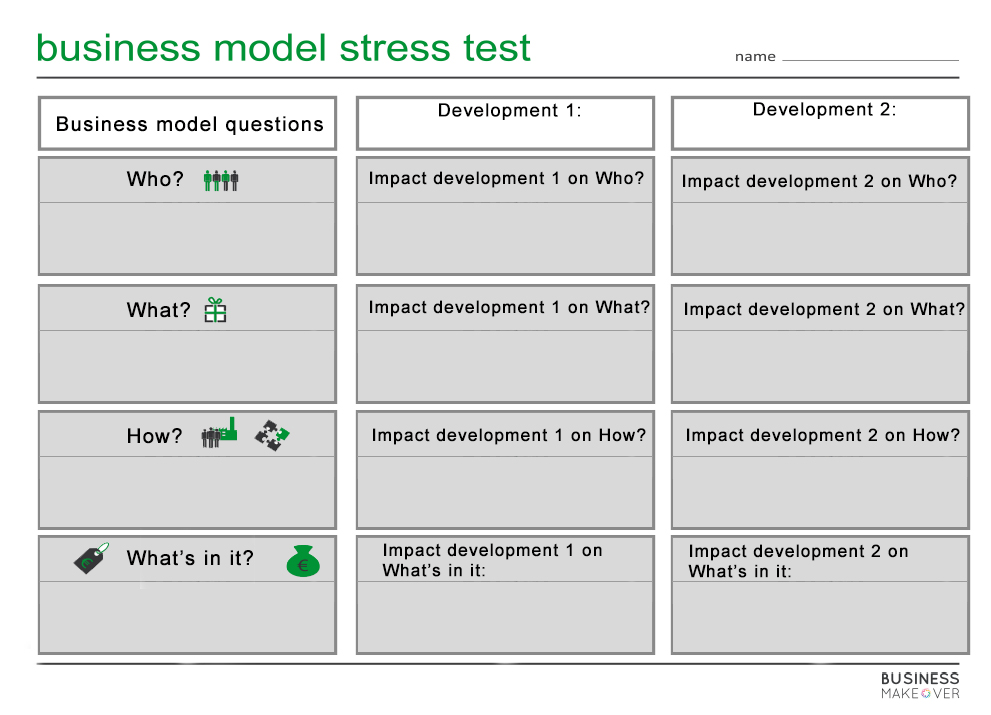 business model stress test
name
Business model questions
Development 1:
Development 2:
Who?
Impact development 1 on Who?
Impact development 2 on Who?
What?
Impact development 1 on What?
Impact development 2 on What?
How?
Impact development 1 on How?
Impact development 2 on How?
What's in it?
€
€
Impact development 1 on
What's in it:
Impact development 2 on
What's in it:
BUSINESS
MAKEOVER